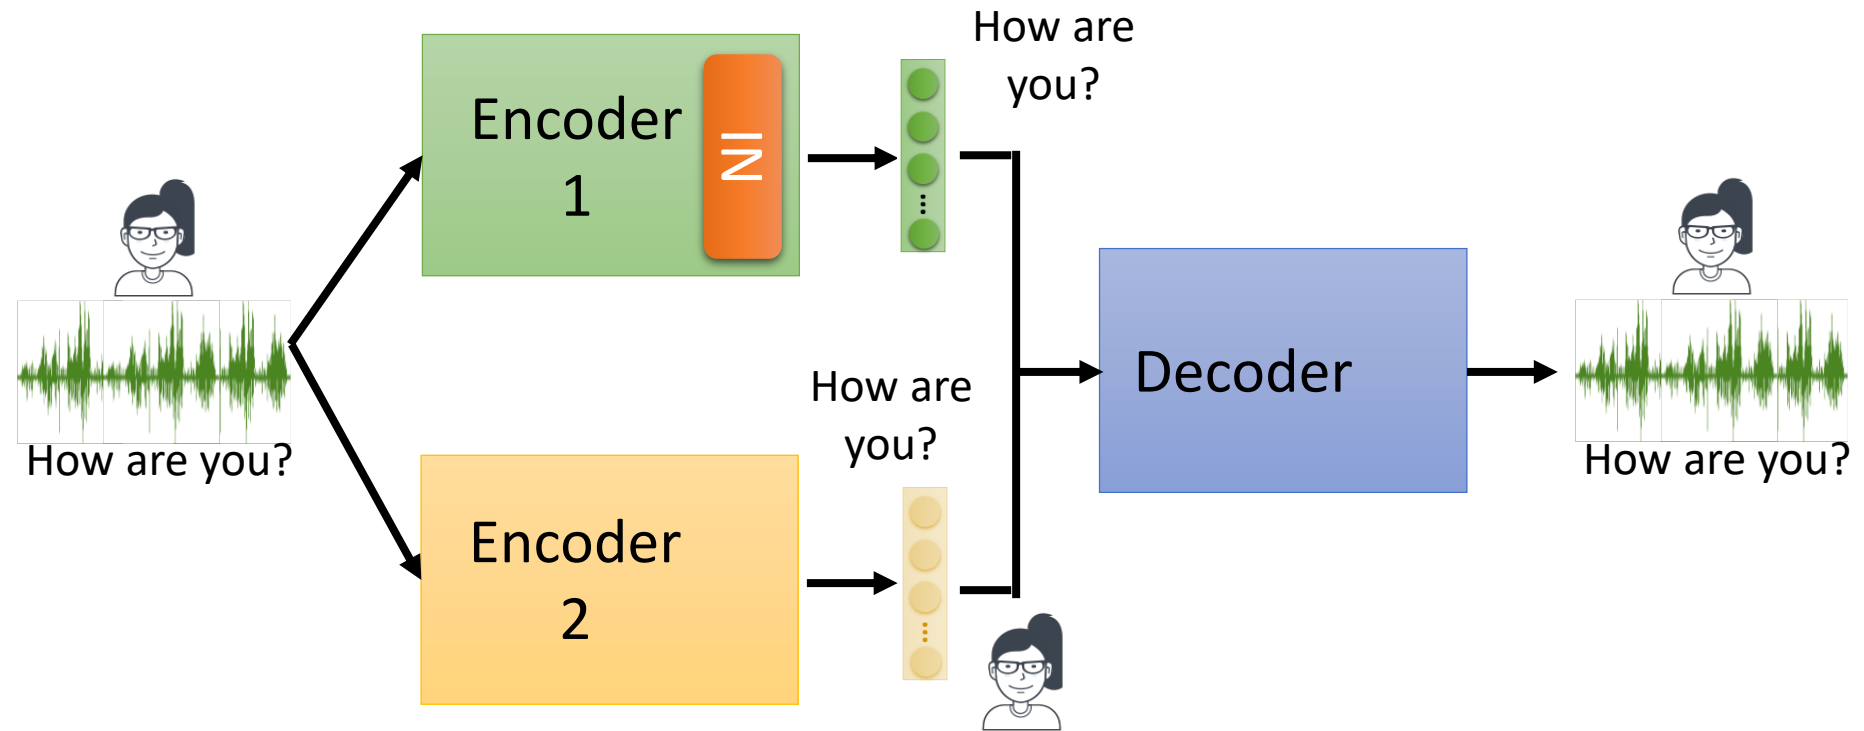 How are
you?
Encoder
1
IN
How are you?
How are
you?
Decoder
How are you?
Encoder
2